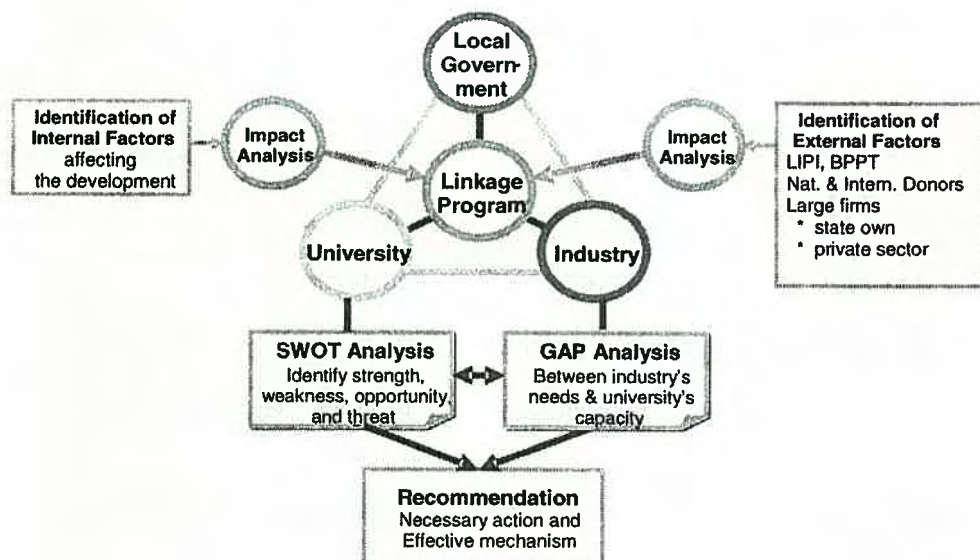 Local
Govern-
ment
Identification of
Internal Factors
affecting
the development
Impact
Analysis
Linkage
Program
Impact
Analysis
Identification of
External Factors
LIPI, BPPT
Nat. & Intern. Donors
Large firms
* state own
* private sector
University
Industry
SWOT Analysis
Identify strength,
weakness, opportunity,
and threat
GAP Analysis
Between industry's
needs & university's
capacity
Recommendation
Necessary action and
Effective mechanism